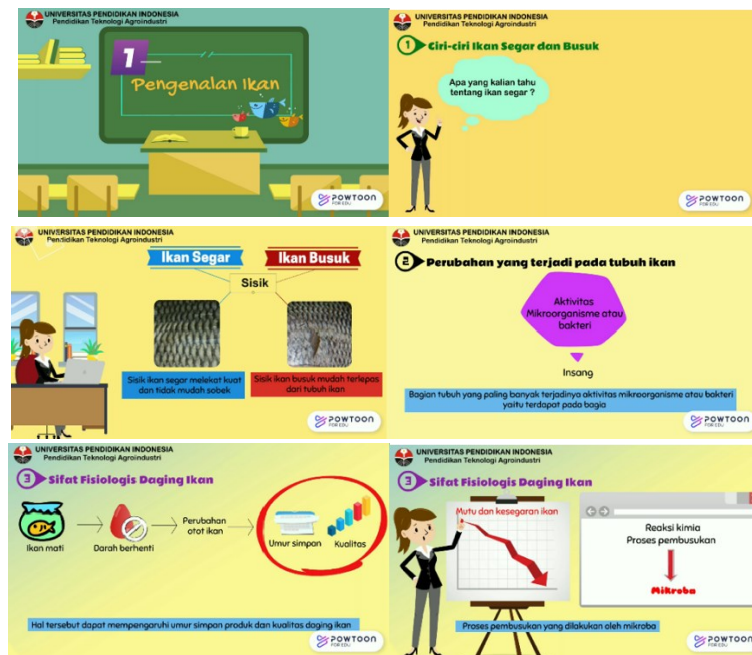 UNIVERSITAS PENDIDIKAN INDONESIA
Pendidikan Teknologi Agroindustri
1
Pengenalan Ikan
POWTOON
FOR EDU
UNIVERSITAS PENDIDIKAN INDONESIA
Pendidikan Teknologi Agroindustri
1 Ciri-ciri Ikan Segar dan Busuk
Apa yang kalian tahu
tentang ikan segar ?
POWTOON
FOR EDU
UNIVERSITAS PENDIDIKAN INDONESIA
Pendidikan Teknologi Agroindustri
Ikan Segar
Ikan Busuk
Sisik
Sisik ikan segar melekat kuat
dan tidak mudah sobek
Sisik ikan busuk mudah terlepas
dari tubuh ikan
POWTOON
FOR EDU
UNIVERSITAS PENDIDIKAN INDONESIA
Pendidikan Teknologi Agroindustri
2 Perubahan yang terjadi pada tubuh ikan
Aktivitas
Mikroorganisme atau
bakteri
Insang
Bagian tubuh yang paling banyak terjadinya aktivitas mikroorganisme atau bakteri
yaitu terdapat pada bagia
POWTOON
FOR EDU
UNIVERSITAS PENDIDIKAN INDONESIA
Pendidikan Teknologi Agroindustri
3 Sifat Fisiologis Daging Ikan
Ikan mati
Darah berhenti
Perubahan
otot ikan
Umur simpan
Kualitas
Hal tersebut dapat mempengaruhi umur simpan produk dan kualitas daging ikan
POWTOON
FOR EDU
UNIVERSITAS PENDIDIKAN INDONESIA
Pendidikan Teknologi Agroindustri
3 Sifat Fisiologis Daging Ikan
Mutu dan kesegaran ikan
Reaksi kimia
Proses pembusukan
Mikroba
Proses pembusukan yang dilakukan oleh mikroba
POWTOON
FOR EDU